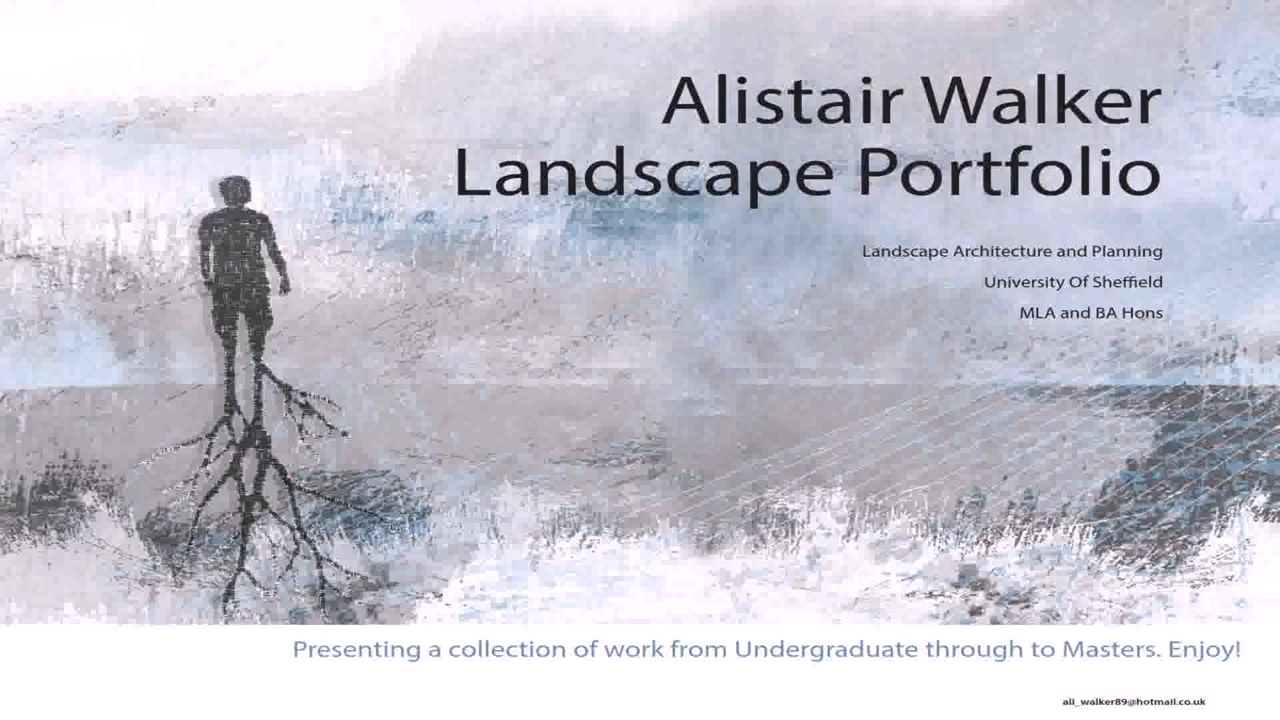 Alistair Walker
Landscape Portfolio
Landscape Architecture and Planning
University Of Sheffield
MLA and BA Hons
Presenting a collection of work from Undergraduate through to Masters. Enjoy!
ali_walker89@hotmail.co.uk